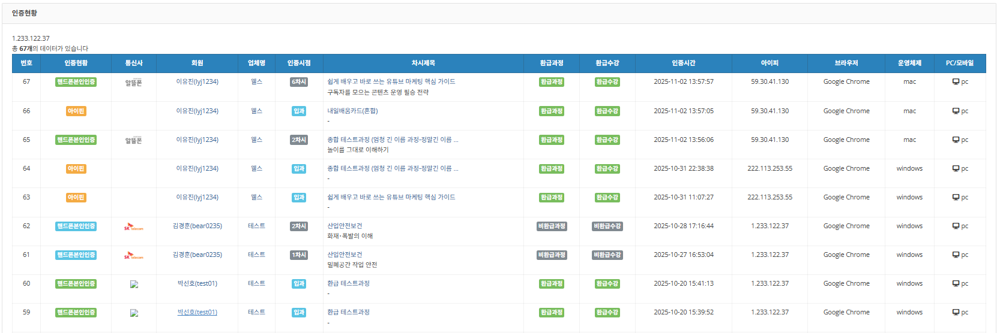 인증현황
1.233.122.37
총 67개의 데이터가 있습니다
번호 인증현황 통신사 회원 업체명 인증시점 차시제목 환급과정 환급수강 인증시간 아이피 브라우저 운영체제 PC/모바일
67 핸드폰본인인증 알뜰폰 이유진(lyj1234) 웰스 6차시 쉽게 배우고 바로 쓰는 유튜브 마케팅 핵심 가이드 환급과정 환급수강 2025-11-02 13:57:57 59.30.41.130 Google Chrome mac pc
구독자를 모으는 콘텐츠 운영 필승 전략
66 아이핀 이유진(lyj1234) 웰스 입과 내일배움카드(혼합) 환급과정 환급수강 2025-11-02 13:57:05 59.30.41.130 Google Chrome mac pc
-
65 핸드폰본인인증 알뜰폰 이유진(lyj1234) 웰스 2차시 종합 테스트과정 (엄청 긴 이름 과정-정말긴 이름 ... 환급과정 환급수강 2025-11-02 13:56:06 59.30.41.130 Google Chrome mac pc
놀이를 그대로 이해하기
64 아이핀 이유진(lyj1234) 웰스 입과 종합 테스트과정 (엄청 긴 이름 과정-정말긴 이름 ... 환급과정 환급수강 2025-10-31 22:38:38 222.113.253.55 Google Chrome windows pc
-
63 아이핀 이유진(lyj1234) 웰스 입과 쉽게 배우고 바로 쓰는 유튜브 마케팅 핵심 가이드 환급과정 환급수강 2025-10-31 11:07:27 222.113.253.55 Google Chrome windows pc
-
62 핸드폰본인인증 SK telecom 김경훈(bear0235) 테스트 2차시 산업안전보건 비환급과정 비환급수강 2025-10-28 17:16:44 1.233.122.37 Google Chrome windows pc
화재·폭발의 이해
61 핸드폰본인인증 SK telecom 김경훈(bear0235) 테스트 1차시 산업안전보건 비환급과정 비환급수강 2025-10-27 16:53:04 1.233.122.37 Google Chrome windows pc
밀폐공간 작업 안전
60 핸드폰본인인증 박선호(test01) 테스트 입과 환급 테스트과정 환급과정 환급수강 2025-10-20 15:41:13 1.233.122.37 Google Chrome windows pc
-
59 핸드폰본인인증 박선호(test01) 테스트 입과 환급 테스트과정 환급과정 환급수강 2025-10-20 15:39:52 1.233.122.37 Google Chrome windows pc
-